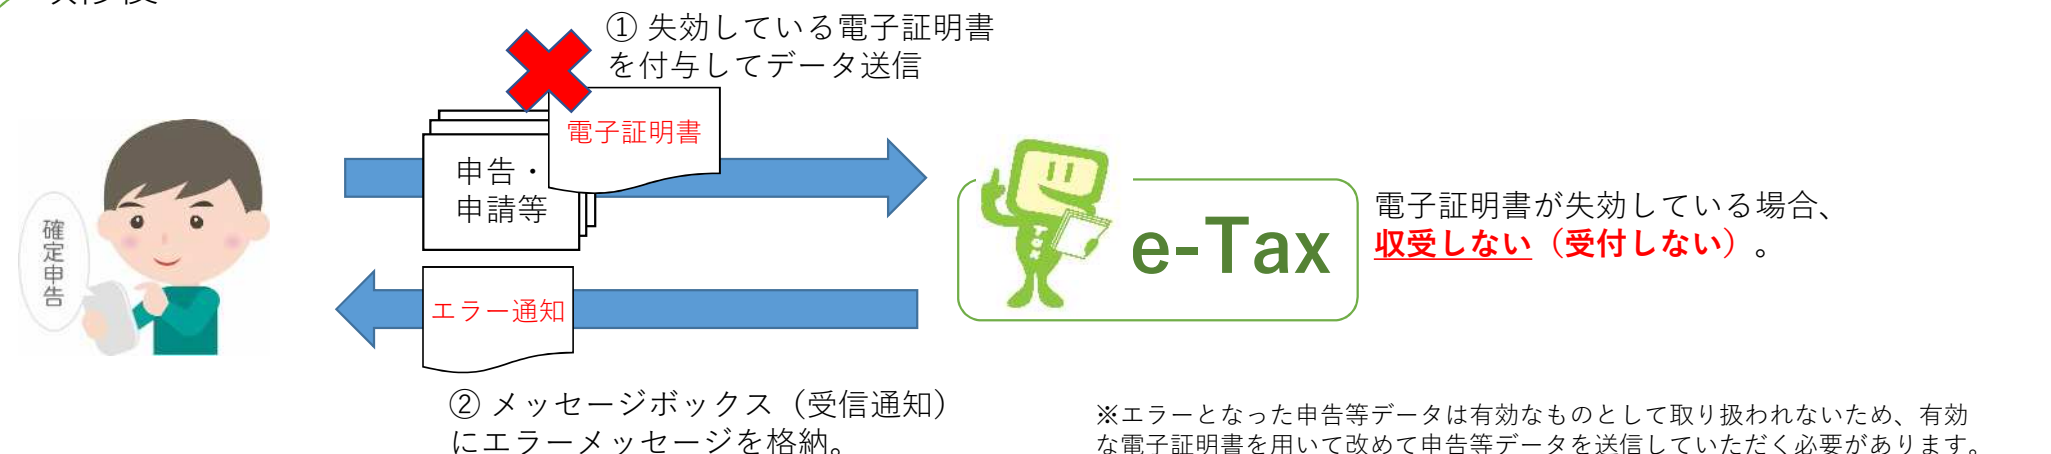 ① 失効している電子証明書
を付与してデータ送信
電子証明書
申告・
申請等
確定申告
e-Tax
電子証明書が失効している場合、
収受しない（受付しない）。
エラー通知
② メッセージボックス（受信通知）
にエラーメッセージを格納。
※エラーとなった申告等データは有効なものとして取り扱われないため、有効
な電子証明書を用いて改めて申告等データを送信していただく必要があります。